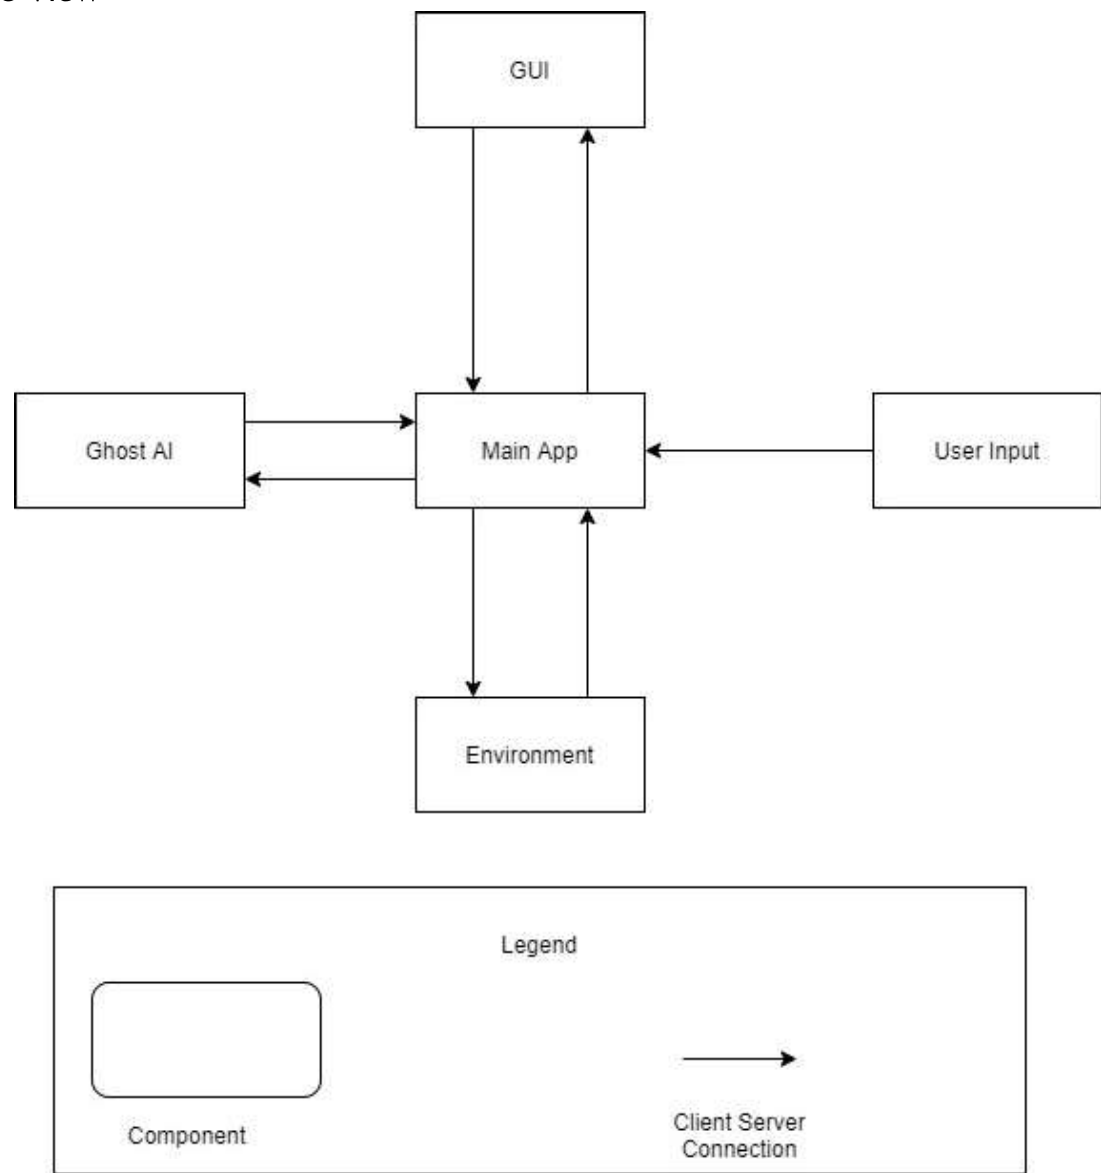 GUI
Ghost AI
Main App
User Input
Environment
Legend
Component
Client Server
Connection